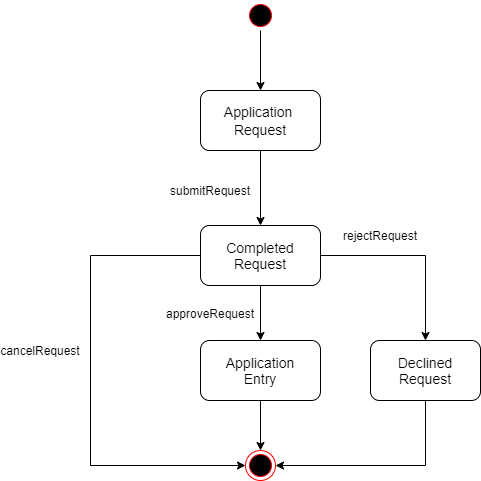 Application
Request
submitRequest
Completed
Request
rejectRequest
approveRequest
cancelRequest
Application
Entry
Declined
Request